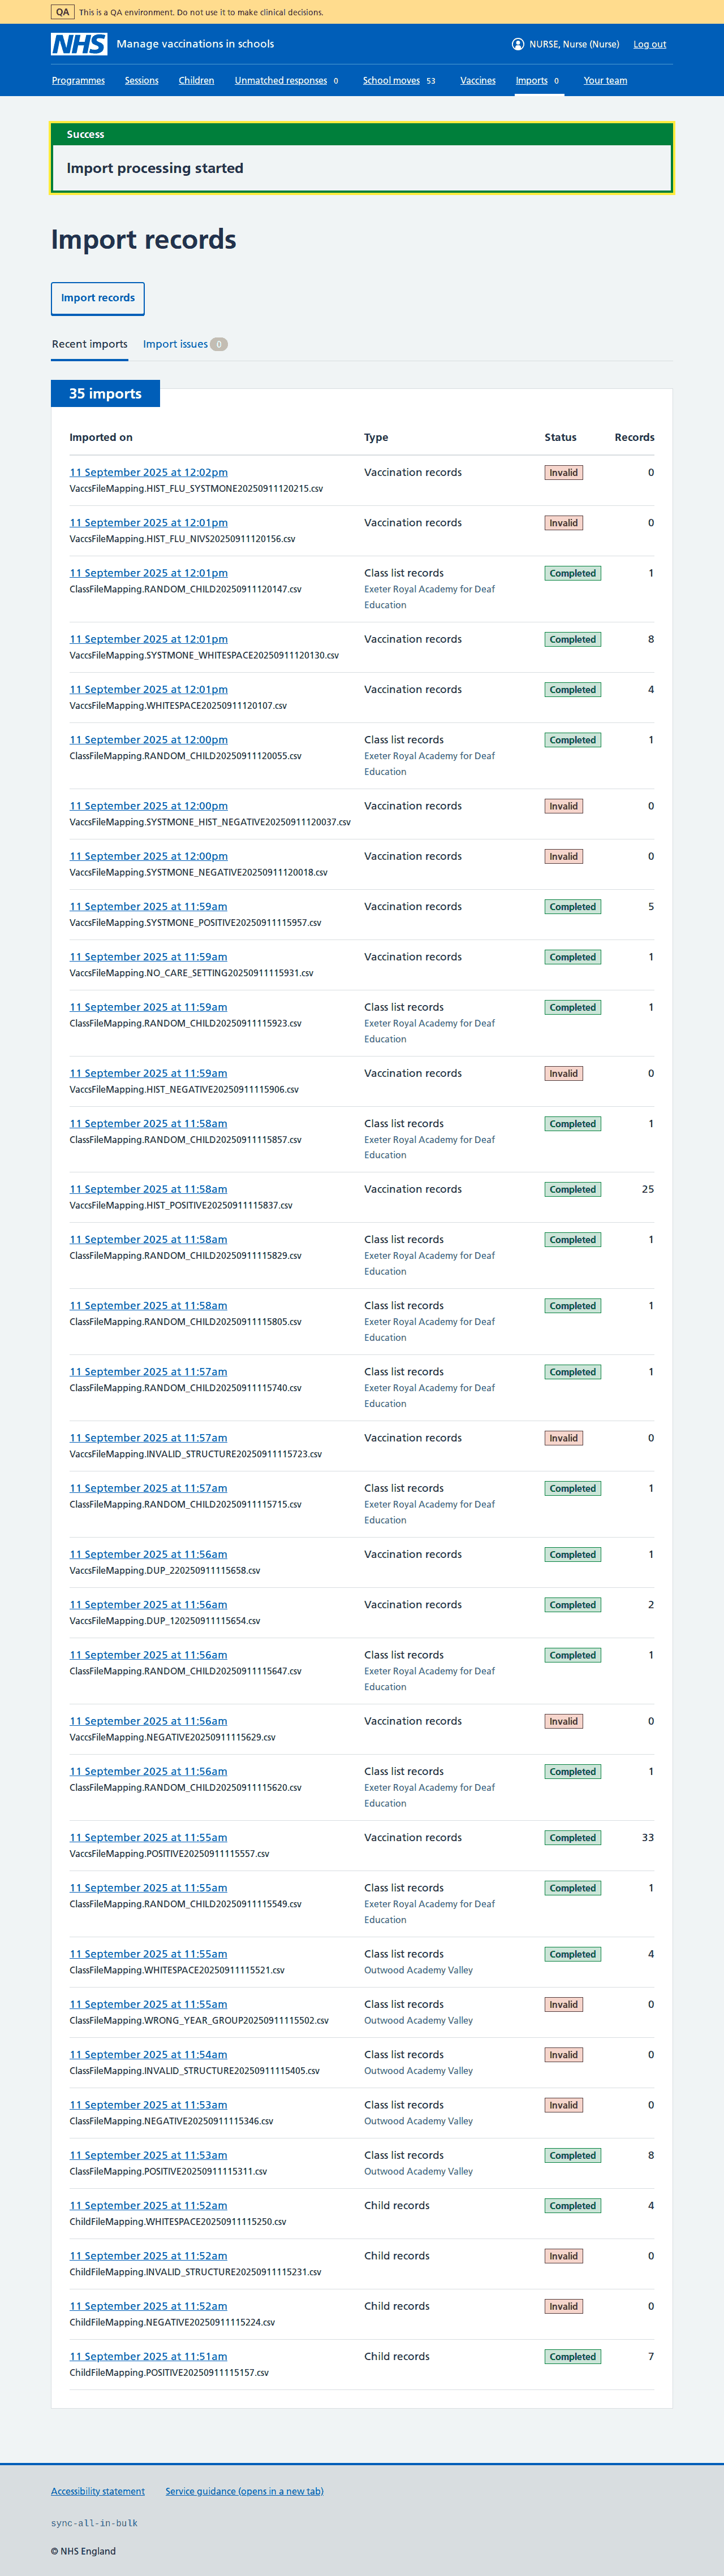 QA This is a QA environment. Do not use it to make clinical decisions.
NHS Manage vaccinations in schools NURSE, Nurse (Nurse) Log out
Programmes Sessions Children Unmatched responses 0 School moves 53 Vaccines Imports 0 Your team
Success
Import processing started
Import records
Import records
Recent imports Import issues 0
35 imports
Imported on Type Status Records
11 September 2025 at 12:02pm Vaccination records Invalid 0
VaccsFileMapping.HIST_FLU_SYSTMONE20250911120215.csv
11 September 2025 at 12:01pm Vaccination records Invalid 0
VaccsFileMapping.HIST_FLU_NIVS20250911120156.csv
11 September 2025 at 12:01pm Class list records Completed 1
ClassFileMapping.RANDOM_CHILD20250911120147.csv Exeter Royal Academy for Deaf
Education
11 September 2025 at 12:01pm Vaccination records Completed 8
VaccsFileMapping.SYSTMONE_WHITESPACE20250911120130.csv
11 September 2025 at 12:01pm Vaccination records Completed 4
VaccsFileMapping.WHITESPACE20250911120107.csv
11 September 2025 at 12:00pm Class list records Completed 1
ClassFileMapping.RANDOM_CHILD20250911120055.csv Exeter Royal Academy for Deaf
Education
11 September 2025 at 12:00pm Vaccination records Invalid 0
VaccsFileMapping.SYSTMONE_HIST_NEGATIVE20250911120037.csv
11 September 2025 at 12:00pm Vaccination records Invalid 0
VaccsFileMapping.SYSTMONE_NEGATIVE20250911120018.csv
11 September 2025 at 11:59am Vaccination records Completed 5
VaccsFileMapping.SYSTMONE_POSITIVE20250911115957.csv
11 September 2025 at 11:59am Vaccination records Completed 1
VaccsFileMapping.NO_CARE_SETTING20250911115931.csv
11 September 2025 at 11:59am Class list records Completed 1
ClassFileMapping.RANDOM_CHILD20250911115923.csv Exeter Royal Academy for Deaf
Education
11 September 2025 at 11:59am Vaccination records Invalid 0
VaccsFileMapping.HIST_NEGATIVE20250911115906.csv
11 September 2025 at 11:58am Class list records Completed 1
ClassFileMapping.RANDOM_CHILD20250911115857.csv Exeter Royal Academy for Deaf
Education
11 September 2025 at 11:58am Vaccination records Completed 25
VaccsFileMapping.HIST_POSITIVE20250911115837.csv
11 September 2025 at 11:58am Class list records Completed 1
ClassFileMapping.RANDOM_CHILD20250911115829.csv Exeter Royal Academy for Deaf
Education
11 September 2025 at 11:58am Class list records Completed 1
ClassFileMapping.RANDOM_CHILD20250911115805.csv Exeter Royal Academy for Deaf
Education
11 September 2025 at 11:57am Class list records Completed 1
ClassFileMapping.RANDOM_CHILD20250911115740.csv Exeter Royal Academy for Deaf
Education
11 September 2025 at 11:57am Vaccination records Invalid 0
VaccsFileMapping.INVALID_STRUCTURE20250911115723.csv
11 September 2025 at 11:57am Class list records Completed 1
ClassFileMapping.RANDOM_CHILD20250911115715.csv Exeter Royal Academy for Deaf
Education
11 September 2025 at 11:56am Vaccination records Completed 1
VaccsFileMapping.DUP_220250911115658.csv
11 September 2025 at 11:56am Vaccination records Completed 2
VaccsFileMapping.DUP_120250911115654.csv
11 September 2025 at 11:56am Class list records Completed 1
ClassFileMapping.RANDOM_CHILD20250911115647.csv Exeter Royal Academy for Deaf
Education
11 September 2025 at 11:56am Vaccination records Invalid 0
VaccsFileMapping.NEGATIVE20250911115629.csv
11 September 2025 at 11:56am Class list records Completed 1
ClassFileMapping.RANDOM_CHILD20250911115620.csv Exeter Royal Academy for Deaf
Education
11 September 2025 at 11:55am Vaccination records Completed 33
VaccsFileMapping.POSITIVE20250911115557.csv
11 September 2025 at 11:55am Class list records Completed 1
ClassFileMapping.RANDOM_CHILD20250911115549.csv Exeter Royal Academy for Deaf
Education
11 September 2025 at 11:55am Class list records Completed 4
ClassFileMapping.WHITESPACE20250911115521.csv Outwood Academy Valley
11 September 2025 at 11:55am Class list records Invalid 0
ClassFileMapping.WRONG_YEAR_GROUP20250911115502.csv Outwood Academy Valley
11 September 2025 at 11:54am Class list records Invalid 0
ClassFileMapping.INVALID_STRUCTURE20250911115405.csv Outwood Academy Valley
11 September 2025 at 11:53am Class list records Invalid 0
ClassFileMapping.NEGATIVE20250911115346.csv Outwood Academy Valley
11 September 2025 at 11:53am Class list records Completed 8
ClassFileMapping.POSITIVE20250911115311.csv Outwood Academy Valley
11 September 2025 at 11:52am Child records Completed 4
ChildFileMapping.WHITESPACE20250911115250.csv
11 September 2025 at 11:52am Child records Invalid 0
ChildFileMapping.INVALID_STRUCTURE20250911115231.csv
11 September 2025 at 11:52am Child records Invalid 0
ChildFileMapping.NEGATIVE20250911115224.csv
11 September 2025 at 11:51am Child records Completed 7
ChildFileMapping.POSITIVE20250911115157.csv
Accessibility statement Service guidance (opens in a new tab)
sync-all-in-bulk
© NHS England